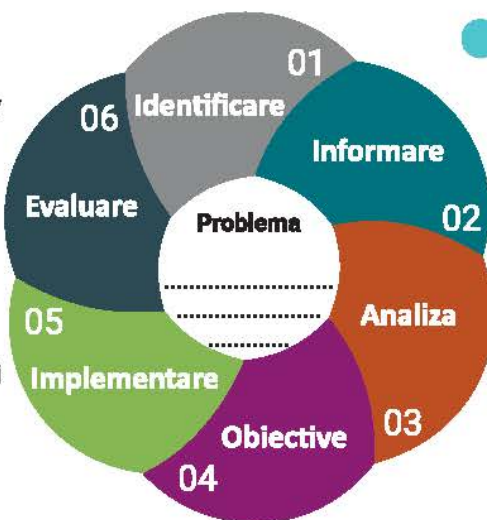 01
Identificare
Informare
02
Analiza
03
Obiective
04
Implementare
05
Evaluare
06
Problema
................................
...........................
...............